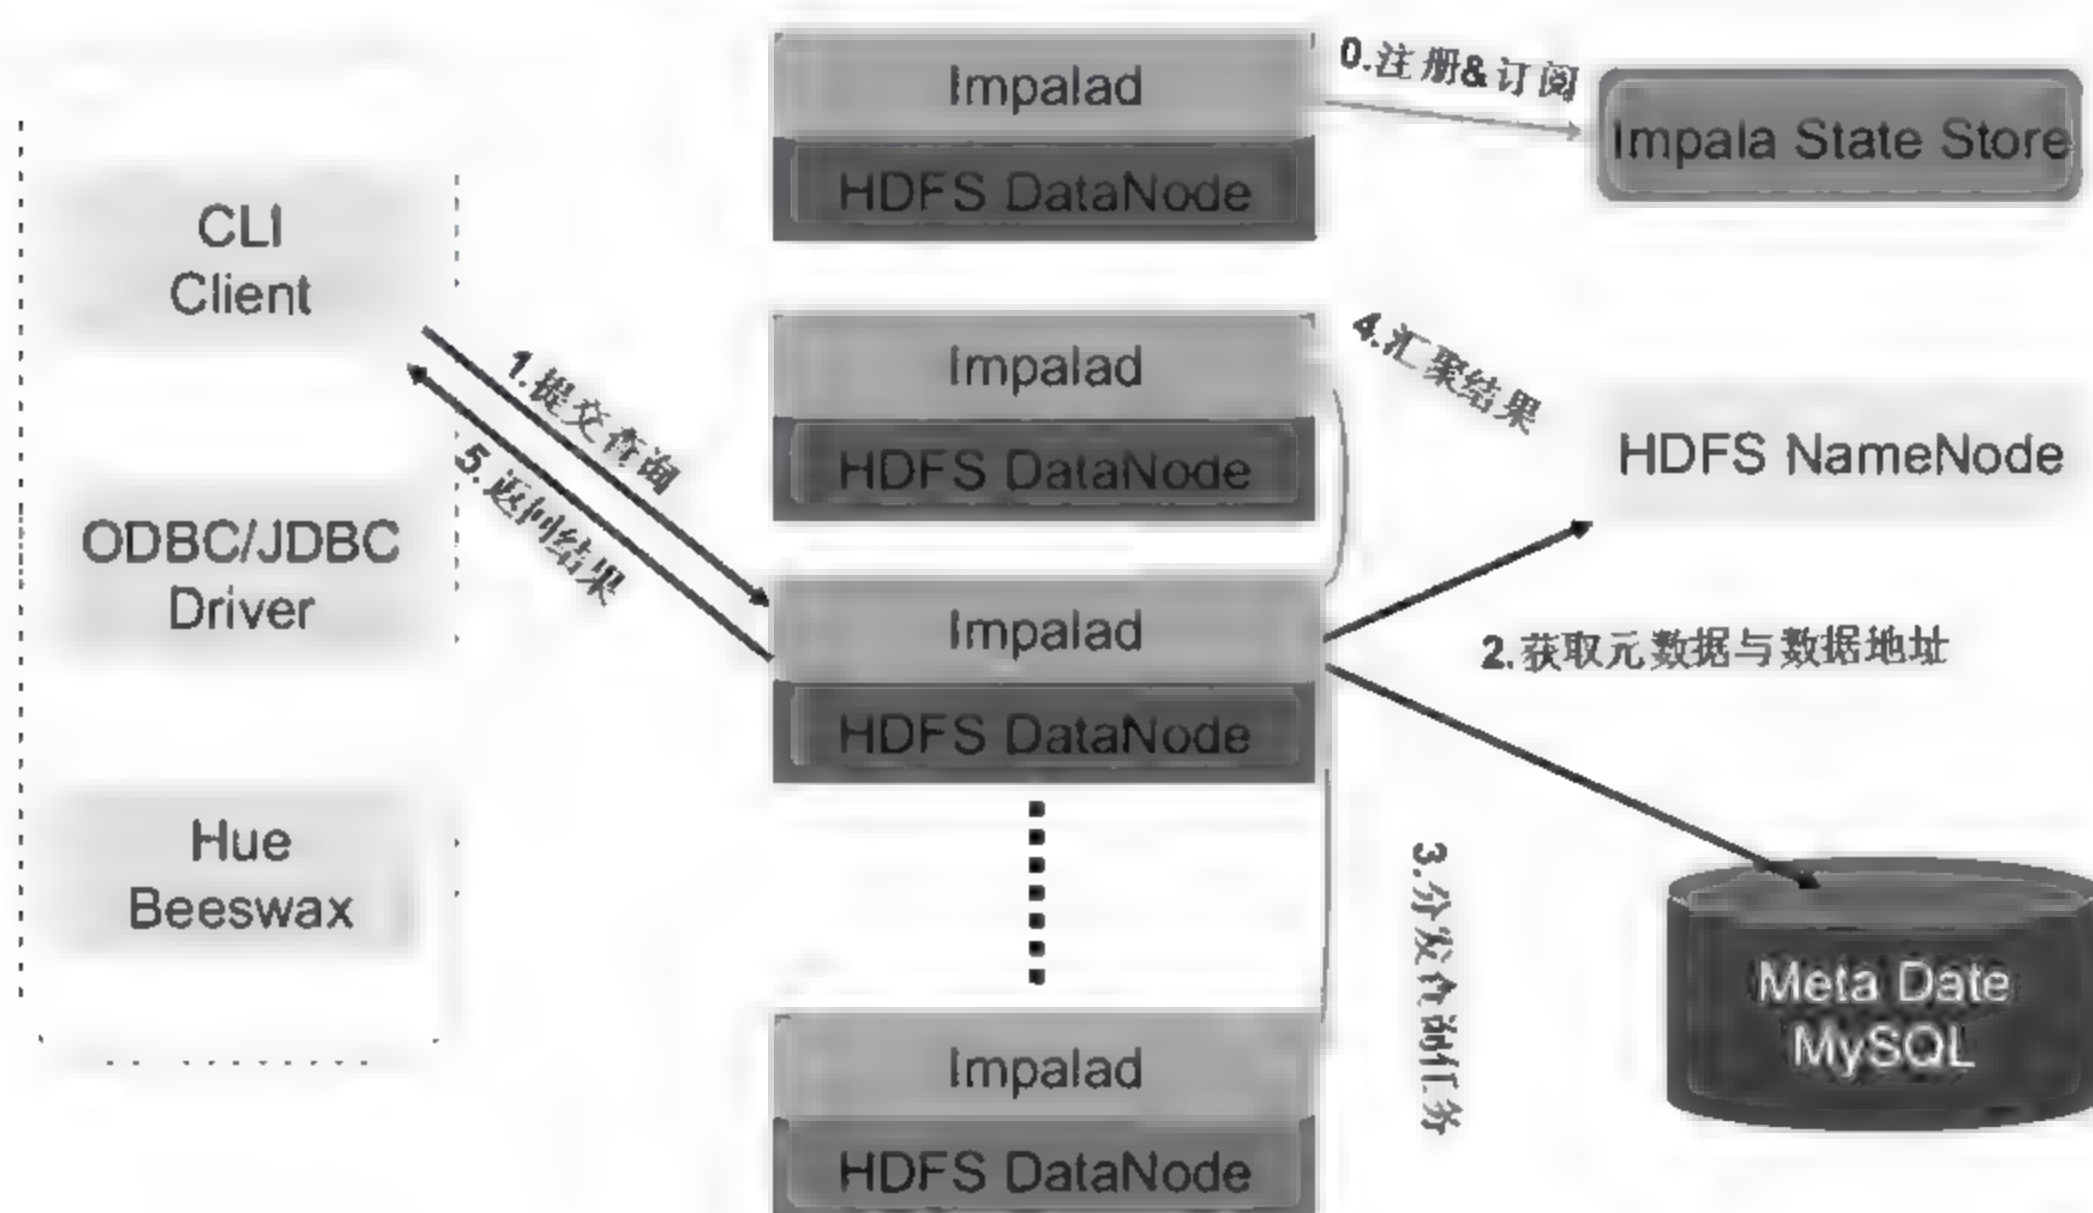 CLI
Client
ODBC/JDBC
Driver
Hue
Beeswax
1.提交查询
5.返回结果
Impalad
HDFS DataNode
Impalad
HDFS DataNode
Impalad
HDFS DataNode
Impalad
HDFS DataNode
0.注册&订阅
Impala State Store
4.汇聚结果
HDFS NameNode
2.获取元数据与数据地址
3.分发查询任务
Meta Date
MySQL